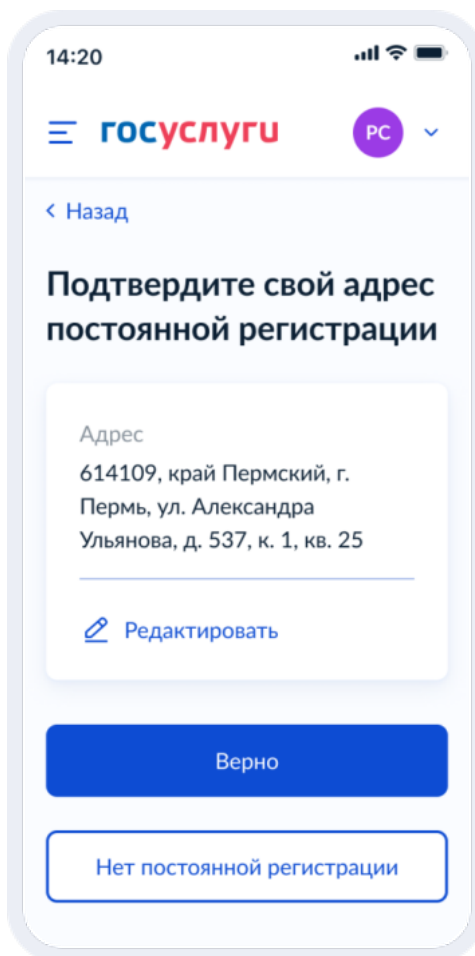 14:20
госуслуги
РС
Назад
Подтвердите свой адрес
постоянной регистрации
Адрес
614109, край Пермский, г.
Пермь, ул. Александра
Ульянова, д. 537, к. 1, кв. 25
Редактировать
Верно
Нет постоянной регистрации